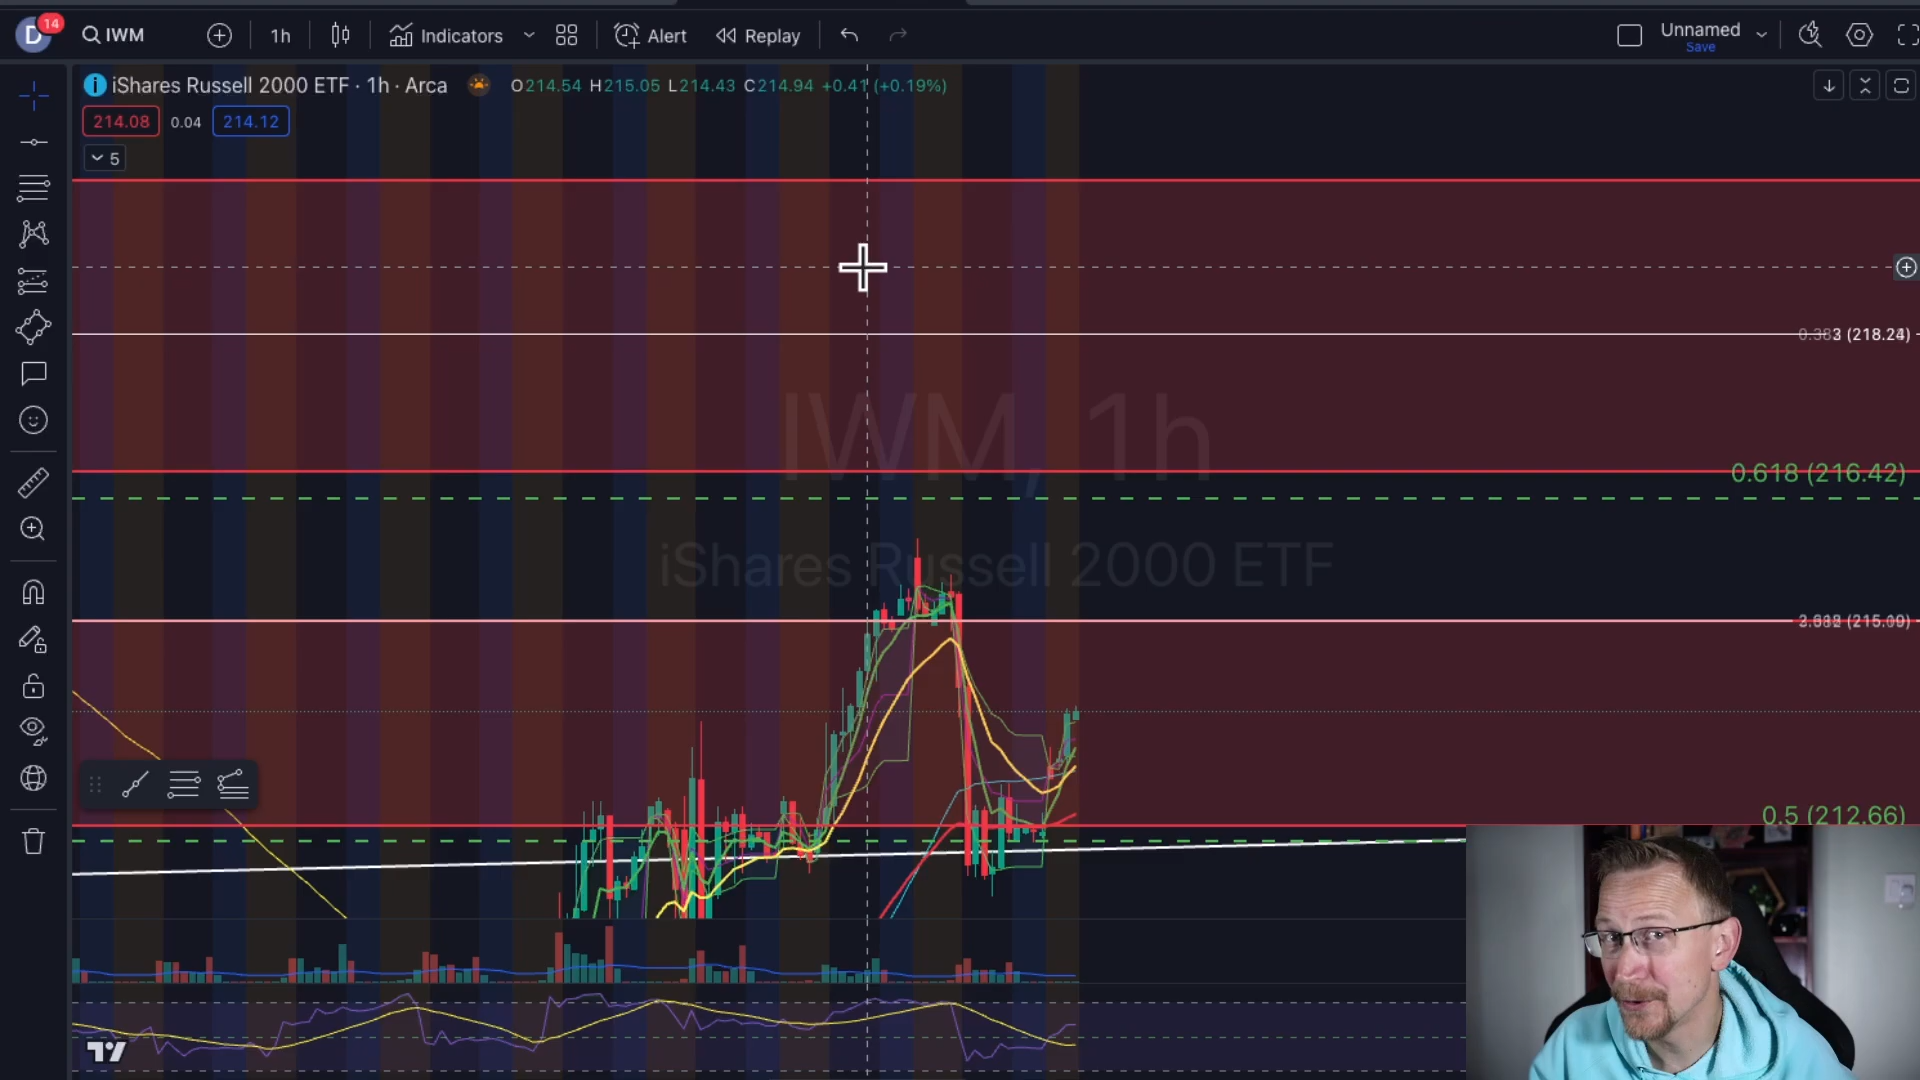 D 14 IWM 1h Indicators Alert Replay Unnamed
Save
iShares Russell 2000 ETF · 1h · Arca O214.54 H215.05 L214.43 C214.94 +0.41 (+0.19%)
214.08 0.04 214.12
5
(218.24)
IWM, 1h
0.618 (216.42)
iShares Russell 2000 ETF
0.5 (212.66)